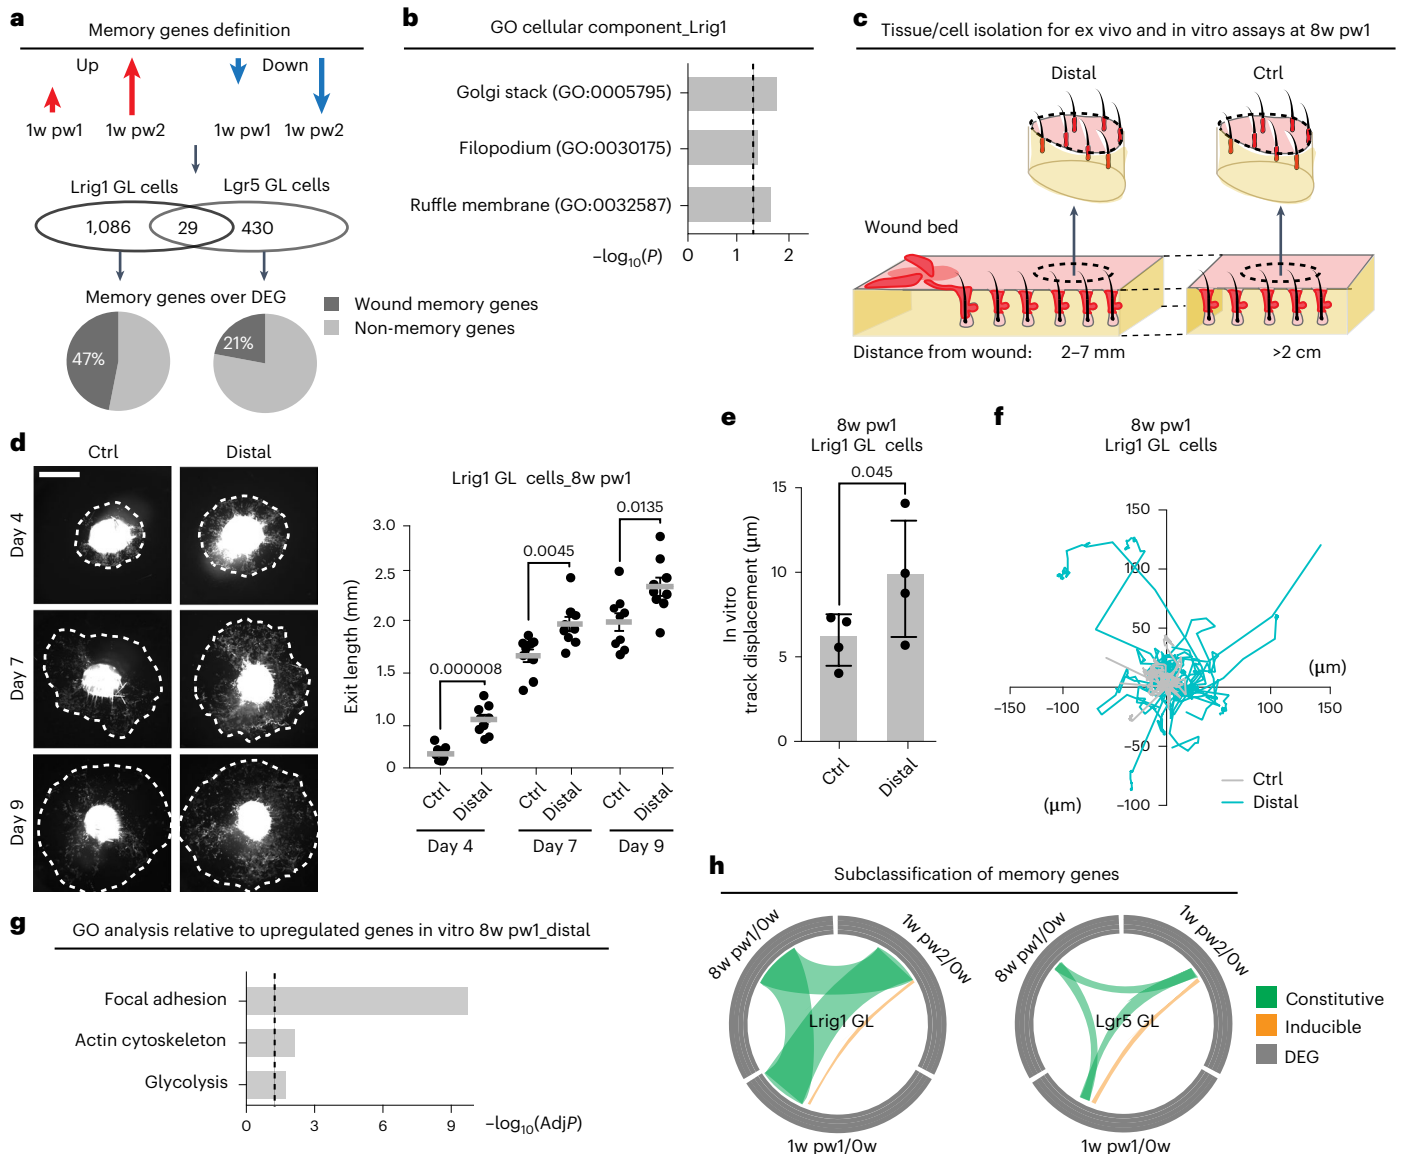 a
Memory genes definition
Up
Down
1w pw1
1w pw2
1w pw1
1w pw2
Lrig1 GL cells
Lgr5 GL cells
1,086
29
430
Memory genes over DEG
Wound memory genes
Non-memory genes
47%
21%
b
GO cellular component_Lrig1
Golgi stack (GO:0005795)
Filopodium (GO:0030175)
Ruffle membrane (GO:0032587)
–log10(P)
0
1
2
c
Tissue/cell isolation for ex vivo and in vitro assays at 8w pw1
Distal
Ctrl
Wound bed
Distance from wound:
2–7 mm
>2 cm
d
Ctrl
Distal
Day 4
Day 7
Day 9
Lrig1 GL cells_8w pw1
Exit length (mm)
3.0
2.5
2.0
1.5
1.0
0
0.000008
0.0045
0.0135
Ctrl
Distal
Ctrl
Distal
Ctrl
Distal
Day 4
Day 7
Day 9
e
8w pw1
Lrig1 GL cells
0.045
In vitro
track displacement (μm)
15
10
5
0
Ctrl
Distal
f
8w pw1
Lrig1 GL cells
150
100
50
–50
–100
–150
–100
100
150
(μm)
(μm)
Ctrl
Distal
g
GO analysis relative to upregulated genes in vitro 8w pw1_distal
Focal adhesion
Actin cytoskeleton
Glycolysis
0
3
6
9
–log10(AdjP)
h
Subclassification of memory genes
8w pw1/0w
1w pw2/0w
Lrig1 GL
1w pw1/0w
8w pw1/0w
1w pw2/0w
Lgr5 GL
1w pw1/0w
Constitutive
Inducible
DEG